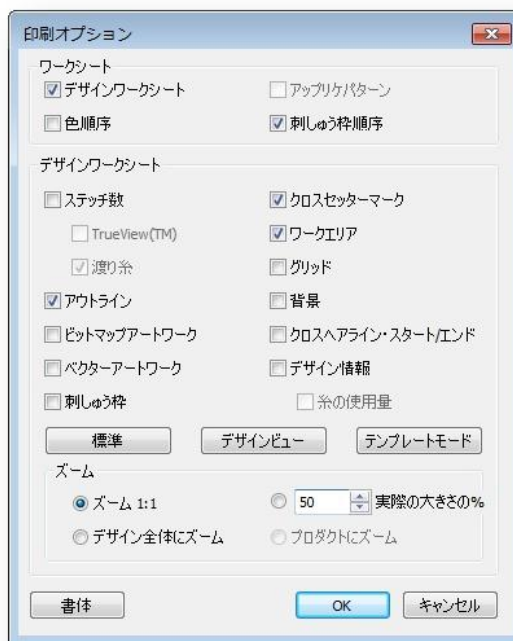 印刷オプション
ワークシート
デザインワークシート
アップリケパターン
色順序
刺しゅう枠順序
デザインワークシート
ステッチ数
クロスセッターマーク
TrueView(TM)
ワークエリア
渡り糸
グリッド
アウトライン
背景
ビットマップアートワーク
クロスヘアライン・スタート/エンド
ベクターアートワーク
デザイン情報
刺しゅう枠
糸の使用量
標準
デザインビュー
テンプレートモード
ズーム
ズーム 1:1
50 実際の大きさの%
デザイン全体にズーム
プロダクトにズーム
書体
OK
キャンセル